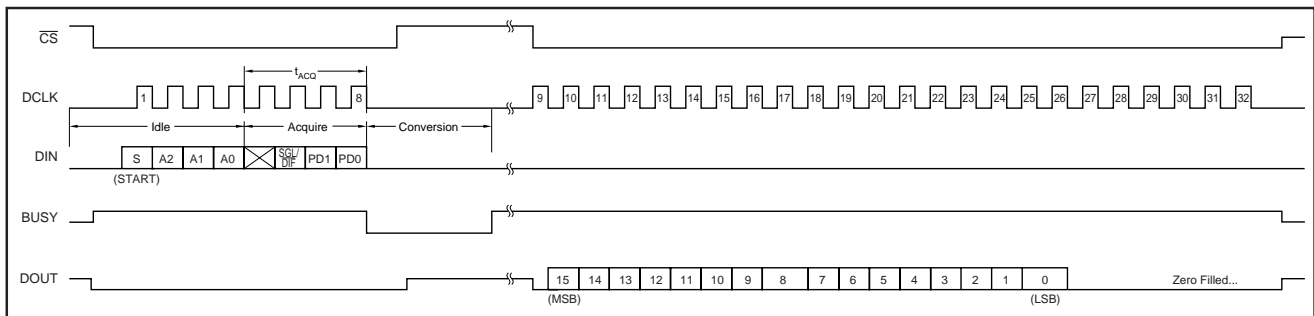 CS
tACQ
DCLK 1 8 9 10 11 12 13 14 15 16 17 18 19 20 21 22 23 24 25 26 27 28 29 30 31 32
Idle Acquire Conversion
DIN S A2 A1 A0 SGL/DIF PD1 PD0
(START)
BUSY
DOUT 15 14 13 12 11 10 9 8 7 6 5 4 3 2 1 0 Zero Filled...
(MSB) (LSB)